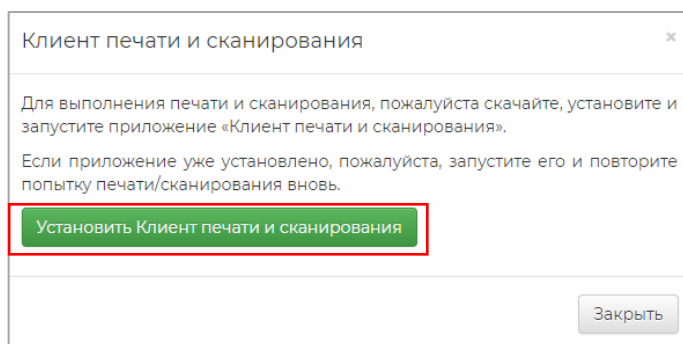 Клиент печати и сканирования
×
Для выполнения печати и сканирования, пожалуйста скачайте, установите и
запустите приложение «Клиент печати и сканирования».
Если приложение уже установлено, пожалуйста, запустите его и повторите
попытку печати/сканирования вновь.
Установить Клиент печати и сканирования
Закрыть